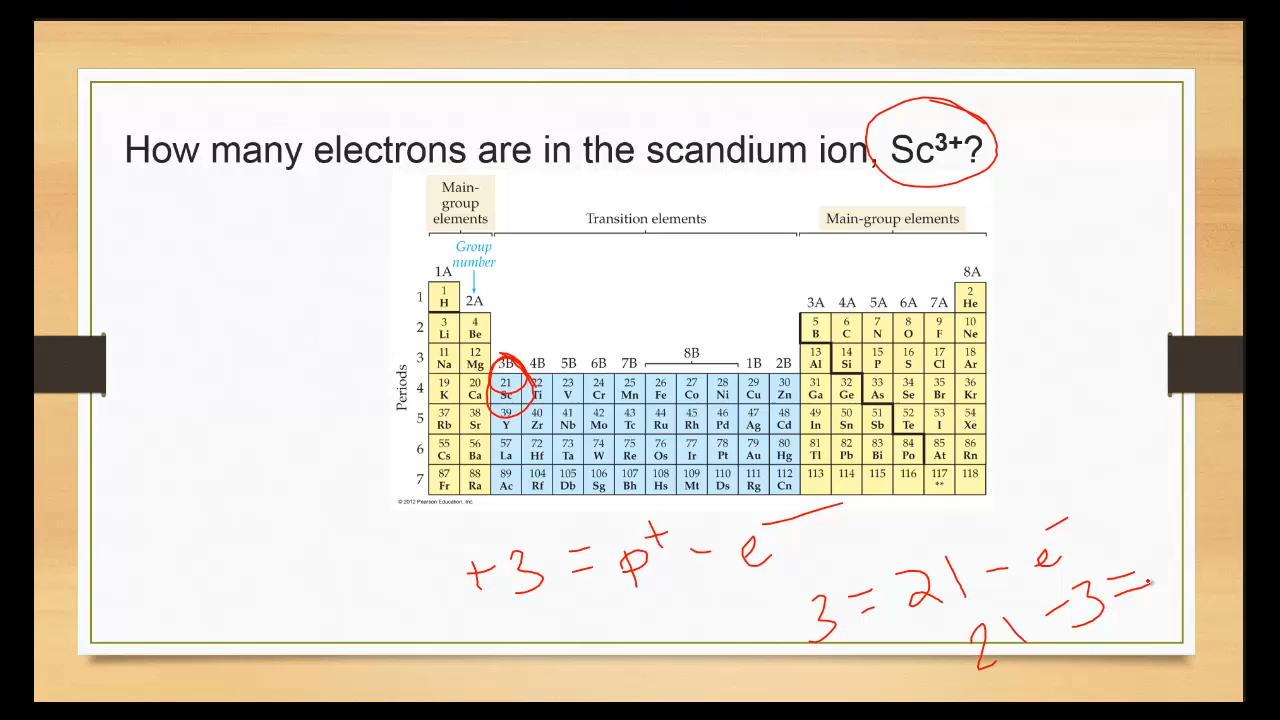 How many electrons are in the scandium ion, Sc³⁺?
Main-
group
elements
Transition elements
Main-group elements
Group
number
1A
8A
1
1
H
2A
3A
4A
5A
6A
7A
2
He
2
3
Li
4
Be
5
B
6
C
7
N
8
O
9
F
10
Ne
3
11
Na
12
Mg
3B
4B
5B
6B
7B
8B
1B
2B
13
Al
14
Si
15
P
16
S
17
Cl
18
Ar
Periods
4
19
K
20
Ca
21
Sc
22
Ti
23
V
24
Cr
25
Mn
26
Fe
27
Co
28
Ni
29
Cu
30
Zn
31
Ga
32
Ge
33
As
34
Se
35
Br
36
Kr
5
37
Rb
38
Sr
39
Y
40
Zr
41
Nb
42
Mo
43
Tc
44
Ru
45
Rh
46
Pd
47
Ag
48
Cd
49
In
50
Sn
51
Sb
52
Te
53
I
54
Xe
6
55
Cs
56
Ba
57
La
72
Hf
73
Ta
74
W
75
Re
76
Os
77
Ir
78
Pt
79
Au
80
Hg
81
Tl
82
Pb
83
Bi
84
Po
85
At
86
Rn
7
87
Fr
88
Ra
89
Ac
104
Rf
105
Db
106
Sg
107
Bh
108
Hs
109
Mt
110
Ds
111
Rg
112
Cn
113
114
115
116
117
**
118
© 2012 Pearson Education, Inc.
+3 = p⁺ - e⁻
3 = 21 - e⁻
21 - 3 =